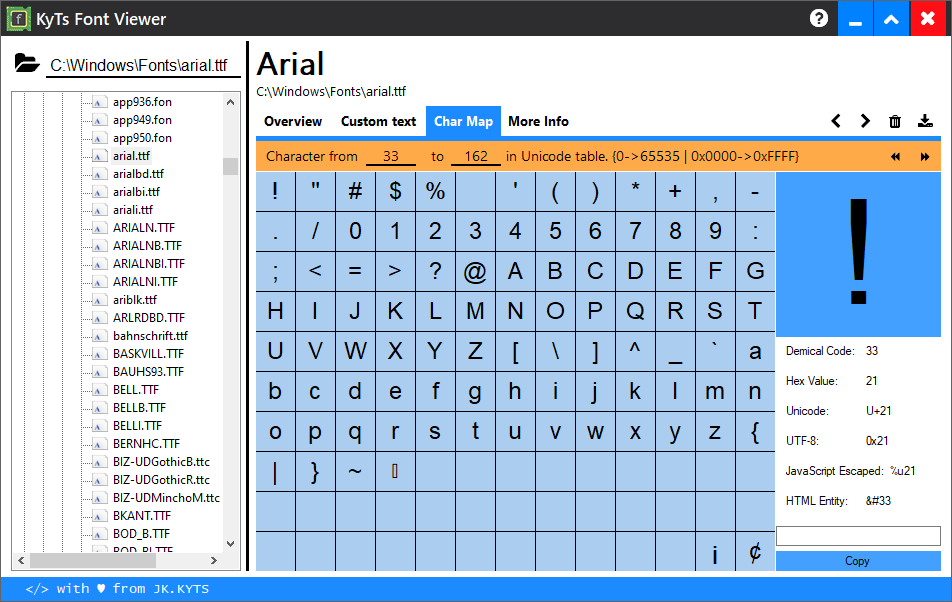 KyTs Font Viewer
C:\Windows\Fonts\arial.ttf
app936.fon
app949.fon
app950.fon
arial.ttf
arialbd.ttf
arialbi.ttf
ariali.ttf
ARIALN.TTF
ARIALNB.TTF
ARIALNBI.TTF
ARIALNI.TTF
ariblk.ttf
ARLRDBD.TTF
bahnschrift.ttf
BASKVILL.TTF
BAUHS93.TTF
BELL.TTF
BELLB.TTF
BELLI.TTF
BERNHC.TTF
BIZ-UDGothicB.ttc
BIZ-UDGothicR.ttc
BIZ-UDMinchoM.ttc
BKANT.TTF
BOD_B.TTF
BOD_BI.TTF
Arial
C:\Windows\Fonts\arial.ttf
Overview Custom text Char Map More Info
Character from 33 to 162 in Unicode table. {0->65535 | 0x0000->0xFFFF}
! " # $ % ' ( ) * + , -
. / 0 1 2 3 4 5 6 7 8 9 :
; < = > ? @ A B C D E F G
H I J K L M N O P Q R S T
U V W X Y Z [ \ ] ^ _ ` a
b c d e f g h i j k l m n
o p q r s t u v w x y z {
| } ~ ▯
¡ ¢
!
Demical Code: 33
Hex Value: 21
Unicode: U+21
UTF-8: 0x21
JavaScript Escaped: %u21
HTML Entity: &#33
Copy
</> with ♥ from JK.KYTS